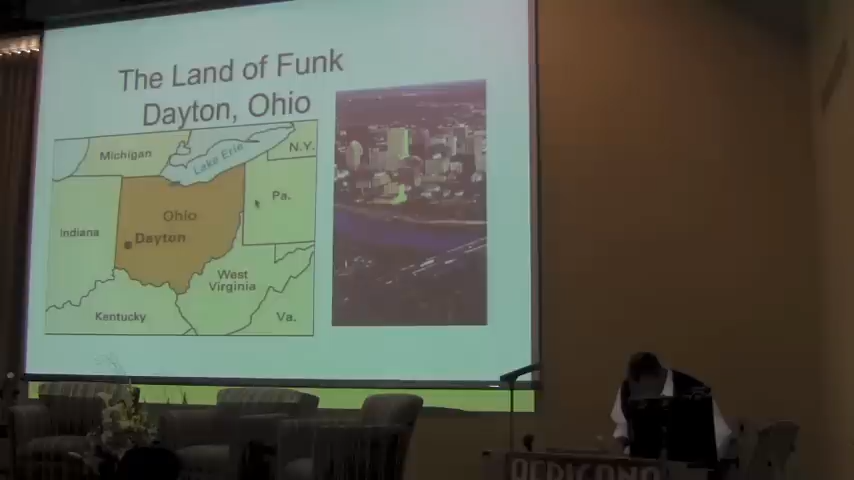 The Land of Funk
Dayton, Ohio
Michigan
Lake Erie
N.Y.
Pa.
Ohio
Indiana
Dayton
West
Virginia
Kentucky
Va.